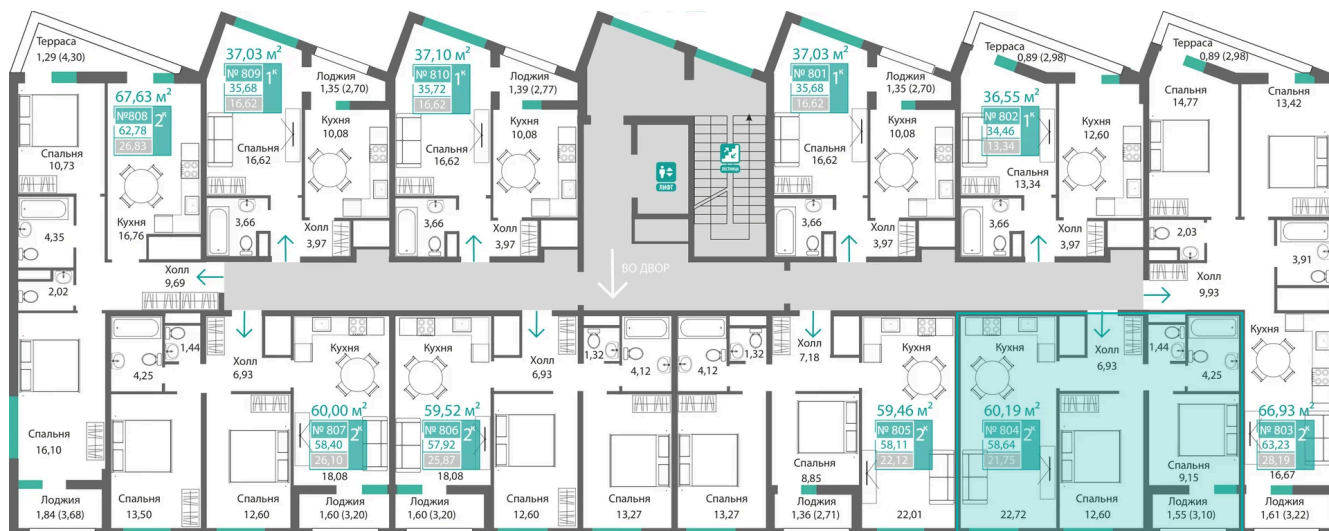 Терраса
1,29 (4,30)
67,63 м²
№808
2к
62,78
26,83
Спальня
10,73
Кухня
16,76
4,35
2,02
Холл
9,69
Спальня
16,10
Лоджия
1,84 (3,68)
37,03 м²
№ 809
1к
35,68
16,62
Лоджия
1,35 (2,70)
Кухня
10,08
Спальня
16,62
3,66
3,97
37,10 м²
№ 810
1к
35,72
16,62
Лоджия
1,39 (2,77)
Кухня
10,08
Спальня
16,62
3,66
3,97
ЛИФТ
ЛЕСТНИЦА
ВО ДВОР
37,03 м²
№ 801
1к
35,68
16,62
Лоджия
1,35 (2,70)
Кухня
10,08
Спальня
16,62
3,66
3,97
Терраса
0,89 (2,98)
36,55 м²
№ 802
1к
34,46
13,34
Кухня
12,60
Спальня
13,34
3,66
3,97
Терраса
0,89 (2,98)
Спальня
14,77
Спальня
13,42
2,03
3,91
Холл
9,93
Кухня
66,93 м²
№ 803
2к
63,23
28,19
16,67
Лоджия
1,61 (3,22)
1,44
4,25
Холл
6,93
Кухня
60,00 м²
№ 807
2к
58,40
26,10
18,08
Спальня
13,50
Спальня
12,60
Лоджия
1,60 (3,20)
Кухня
Холл
6,93
1,32
4,12
59,52 м²
№ 806
2к
57,92
25,87
18,08
Лоджия
1,60 (3,20)
Спальня
12,60
Спальня
13,27
4,12
1,32
Холл
7,18
Кухня
59,46 м²
№ 805
2к
58,11
22,12
Спальня
13,27
Спальня
8,85
Лоджия
1,36 (2,71)
22,01
Кухня
Холл
6,93
1,44
4,25
60,19 м²
№ 804
2к
58,64
21,75
22,72
Спальня
12,60
Спальня
9,15
Лоджия
1,55 (3,10)